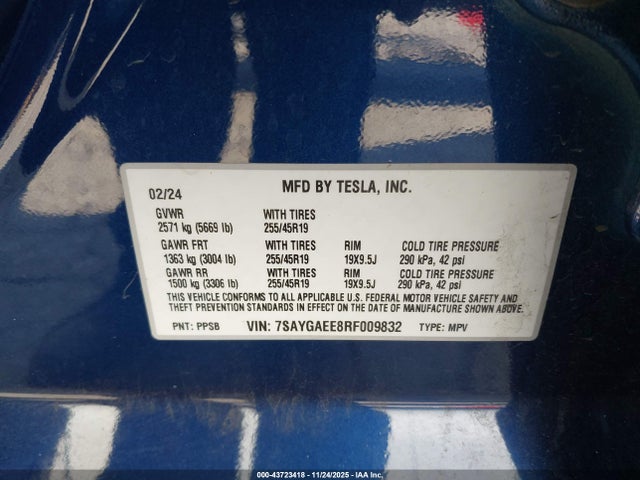 02/24 MFD BY TESLA, INC.
GVWR WITH TIRES
2571 kg (5669 lb) 255/45R19
GAWR FRT WITH TIRES RIM COLD TIRE PRESSURE
1363 kg (3004 lb) 255/45R19 19X9.5J 290 kPa, 42 psi
GAWR RR WITH TIRES RIM COLD TIRE PRESSURE
1500 kg (3306 lb) 255/45R19 19X9.5J 290 kPa, 42 psi
THIS VEHICLE CONFORMS TO ALL APPLICABLE U.S. FEDERAL MOTOR VEHICLE SAFETY AND
THEFT PREVENTION STANDARDS IN EFFECT ON THE DATE OF MANUFACTURE SHOWN ABOVE.
PNT: PPSB VIN: 7SAYGAEE8RF009832 TYPE: MPV
000-43723418 - 11/24/2025 - IAA Inc.